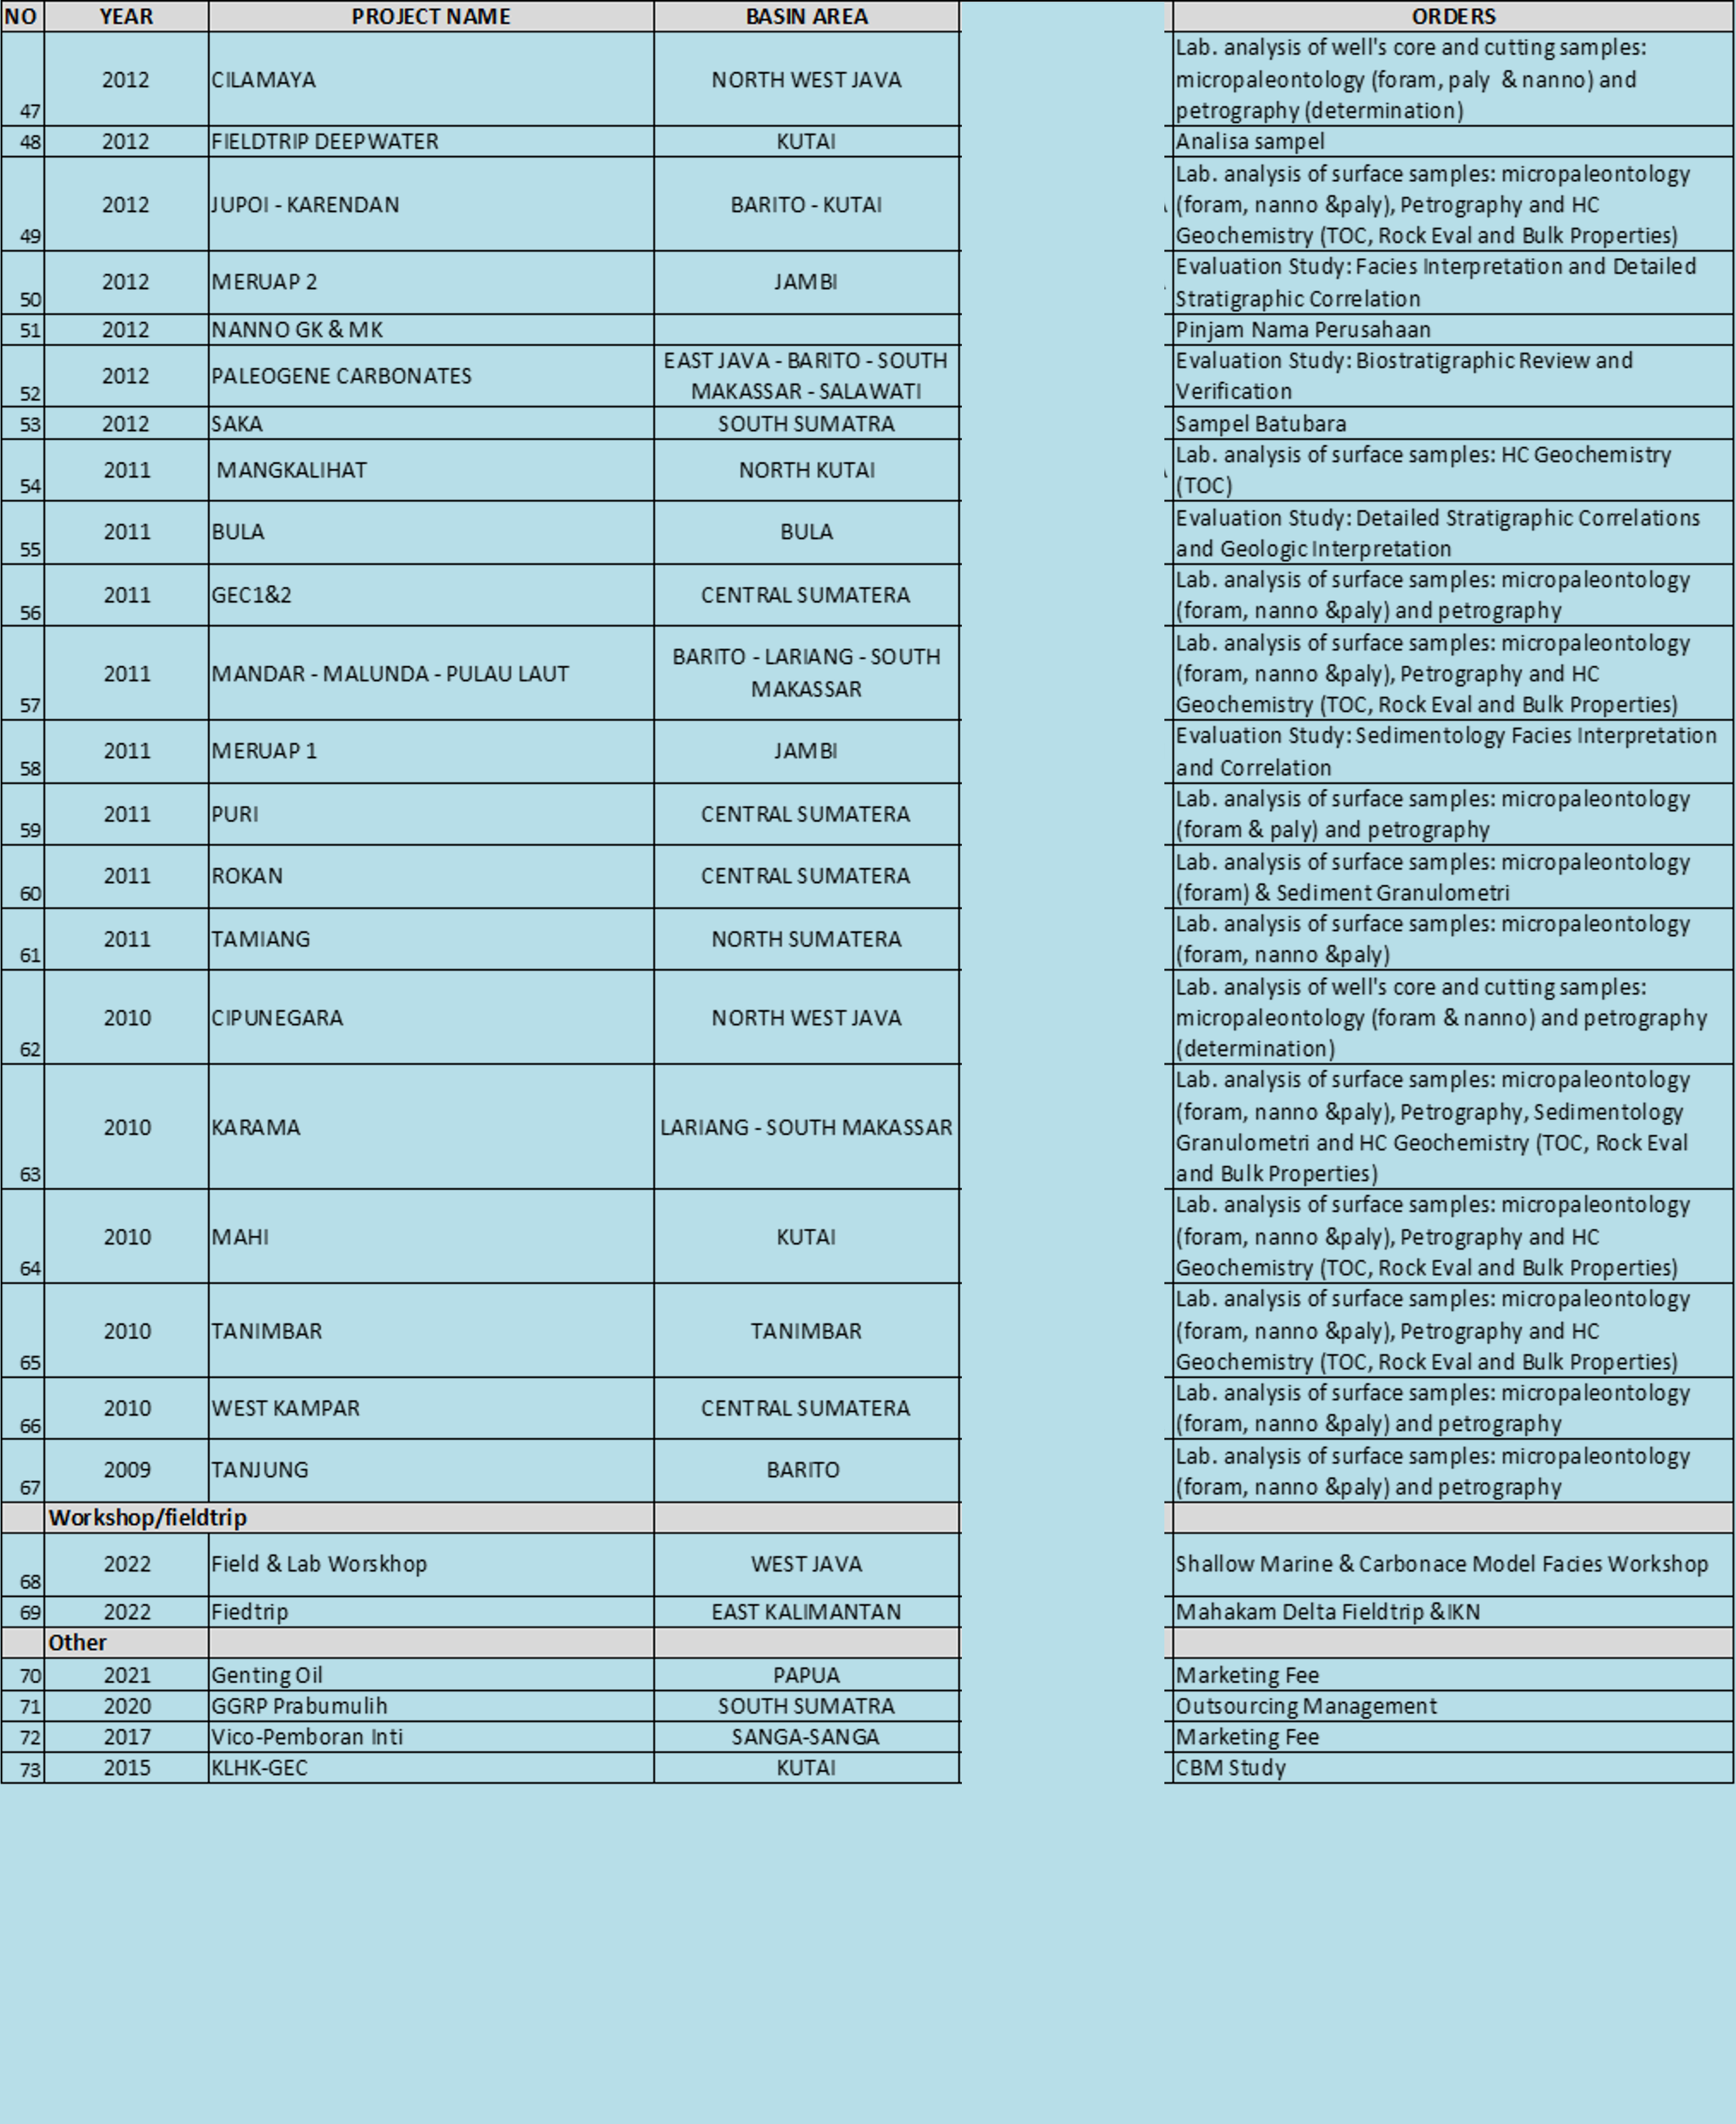 NO YEAR PROJECT NAME BASIN AREA ORDERS
47 2012 CILAMAYA NORTH WEST JAVA Lab. analysis of well's core and cutting samples:
micropaleontology (foram, paly & nanno) and
petrography (determination)
48 2012 FIELDTRIP DEEPWATER KUTAI Analisa sampel
49 2012 JUPOI - KARENDAN BARITO - KUTAI Lab. analysis of surface samples: micropaleontology
(foram, nanno &paly), Petrography and HC
Geochemistry (TOC, Rock Eval and Bulk Properties)
50 2012 MERUAP 2 JAMBI Evaluation Study: Facies Interpretation and Detailed
Stratigraphic Correlation
51 2012 NANNO GK & MK Pinjam Nama Perusahaan
52 2012 PALEOGENE CARBONATES EAST JAVA - BARITO - SOUTH
MAKASSAR - SALAWATI Evaluation Study: Biostratigraphic Review and
Verification
53 2012 SAKA SOUTH SUMATRA Sampel Batubara
54 2011 MANGKALIHAT NORTH KUTAI Lab. analysis of surface samples: HC Geochemistry
(TOC)
55 2011 BULA BULA Evaluation Study: Detailed Stratigraphic Correlations
and Geologic Interpretation
56 2011 GEC1&2 CENTRAL SUMATERA Lab. analysis of surface samples: micropaleontology
(foram, nanno &paly) and petrography
57 2011 MANDAR - MALUNDA - PULAU LAUT BARITO - LARIANG - SOUTH
MAKASSAR Lab. analysis of surface samples: micropaleontology
(foram, nanno &paly), Petrography and HC
Geochemistry (TOC, Rock Eval and Bulk Properties)
58 2011 MERUAP 1 JAMBI Evaluation Study: Sedimentology Facies Interpretation
and Correlation
59 2011 PURI CENTRAL SUMATERA Lab. analysis of surface samples: micropaleontology
(foram & paly) and petrography
60 2011 ROKAN CENTRAL SUMATERA Lab. analysis of surface samples: micropaleontology
(foram) & Sediment Granulometri
61 2011 TAMIANG NORTH SUMATERA Lab. analysis of surface samples: micropaleontology
(foram, nanno &paly)
62 2010 CIPUNEGARA NORTH WEST JAVA Lab. analysis of well's core and cutting samples:
micropaleontology (foram & nanno) and petrography
(determination)
63 2010 KARAMA LARIANG - SOUTH MAKASSAR Lab. analysis of surface samples: micropaleontology
(foram, nanno &paly), Petrography, Sedimentology
Granulometri and HC Geochemistry (TOC, Rock Eval
and Bulk Properties)
64 2010 MAHI KUTAI Lab. analysis of surface samples: micropaleontology
(foram, nanno &paly), Petrography and HC
Geochemistry (TOC, Rock Eval and Bulk Properties)
65 2010 TANIMBAR TANIMBAR Lab. analysis of surface samples: micropaleontology
(foram, nanno &paly), Petrography and HC
Geochemistry (TOC, Rock Eval and Bulk Properties)
66 2010 WEST KAMPAR CENTRAL SUMATERA Lab. analysis of surface samples: micropaleontology
(foram, nanno &paly) and petrography
67 2009 TANJUNG BARITO Lab. analysis of surface samples: micropaleontology
(foram, nanno &paly) and petrography
Workshop/fieldtrip
68 2022 Field & Lab Worskhop WEST JAVA Shallow Marine & Carbonace Model Facies Workshop
69 2022 Fiedtrip EAST KALIMANTAN Mahakam Delta Fieldtrip &IKN
Other
70 2021 Genting Oil PAPUA Marketing Fee
71 2020 GGRP Prabumulih SOUTH SUMATRA Outsourcing Management
72 2017 Vico-Pemboran Inti SANGA-SANGA Marketing Fee
73 2015 KLHK-GEC KUTAI CBM Study